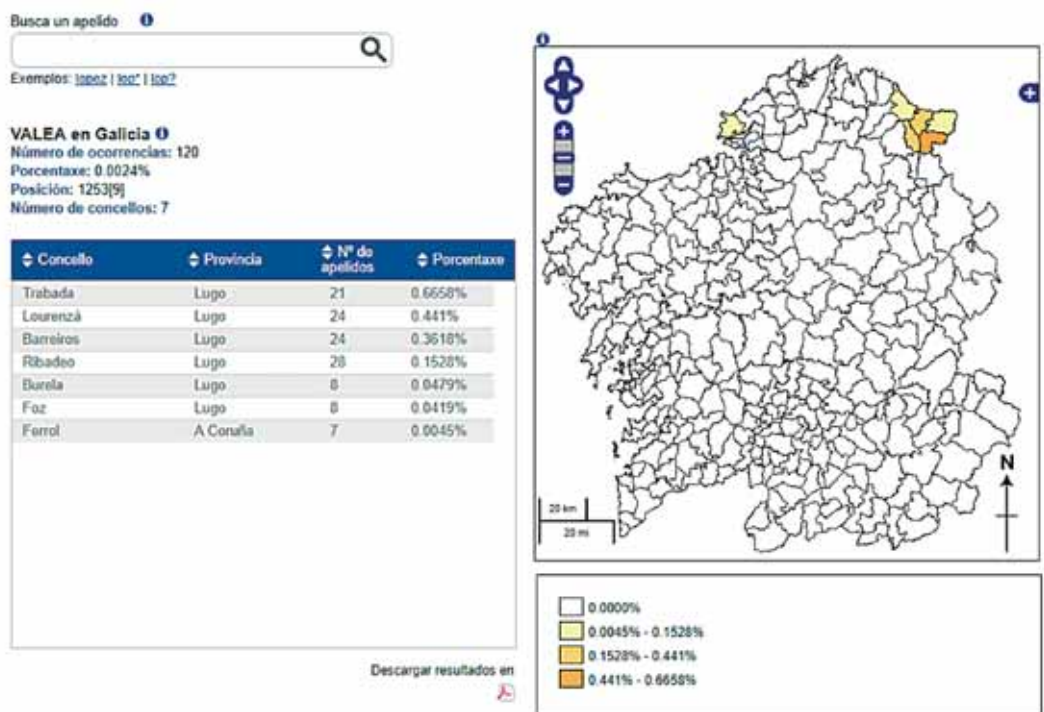 Busca un apelido
Exemplos: lopez | lop* | lop?
VALEA en Galicia
Número de ocorrencias: 120
Porcentaxe: 0.0024%
Posición: 1253[9]
Número de concellos: 7
Concello Provincia Nº de apelidos Porcentaxe
Trabada Lugo 21 0.6658%
Lourenzá Lugo 24 0.441%
Barreiros Lugo 24 0.3618%
Ribadeo Lugo 28 0.1528%
Burela Lugo 8 0.0479%
Foz Lugo 8 0.0419%
Ferrol A Coruña 7 0.0045%
Descargar resultados en
N
20 km
20 mi
0.0000%
0.0045% - 0.1528%
0.1528% - 0.441%
0.441% - 0.6658%